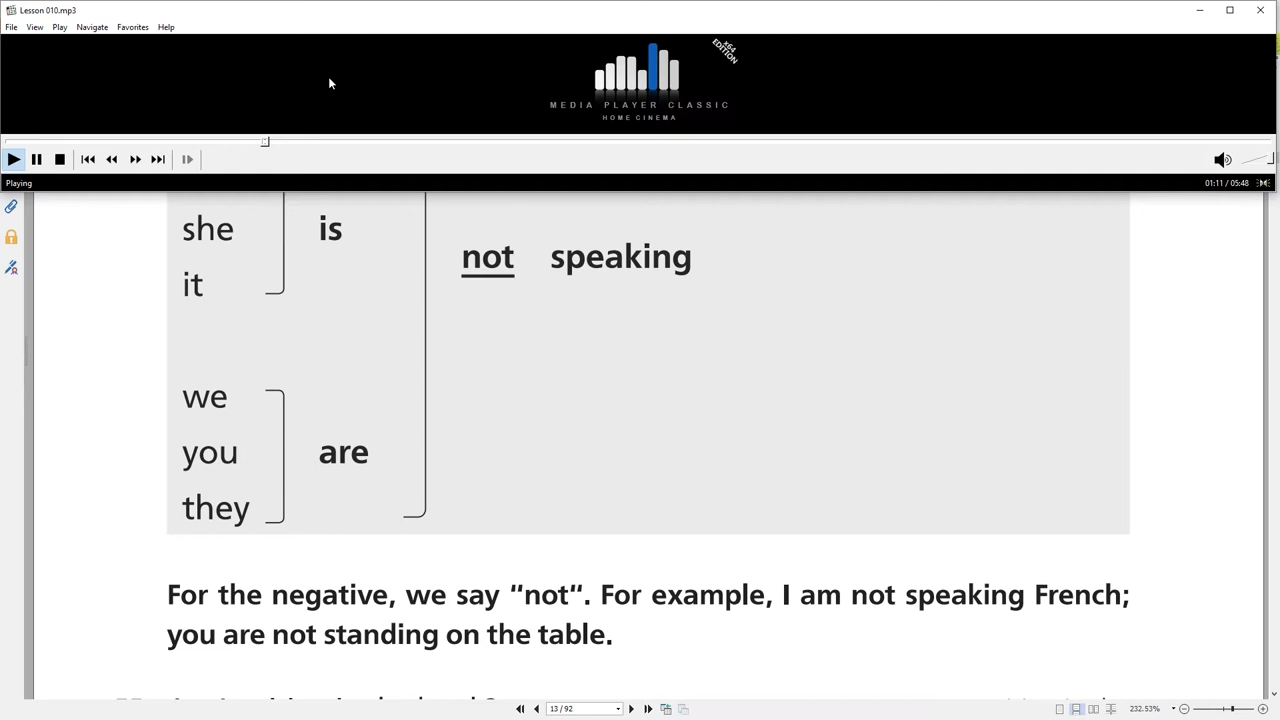 Lesson 010.mp3
File View Play Navigate Favorites Help
x64
EDITION
MEDIA PLAYER CLASSIC
HOME CINEMA
Playing
01:11 / 05:48
she
is
not speaking
it
we
you
are
they
For the negative, we say “not“. For example, I am not speaking French;
you are not standing on the table.
13 / 92
232.53%